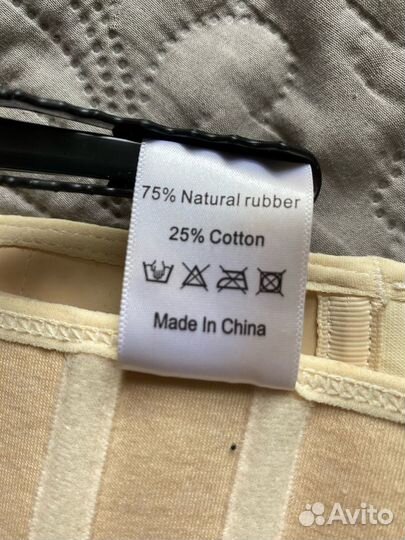 75% Natural rubber
25% Cotton
Made In China
Avito